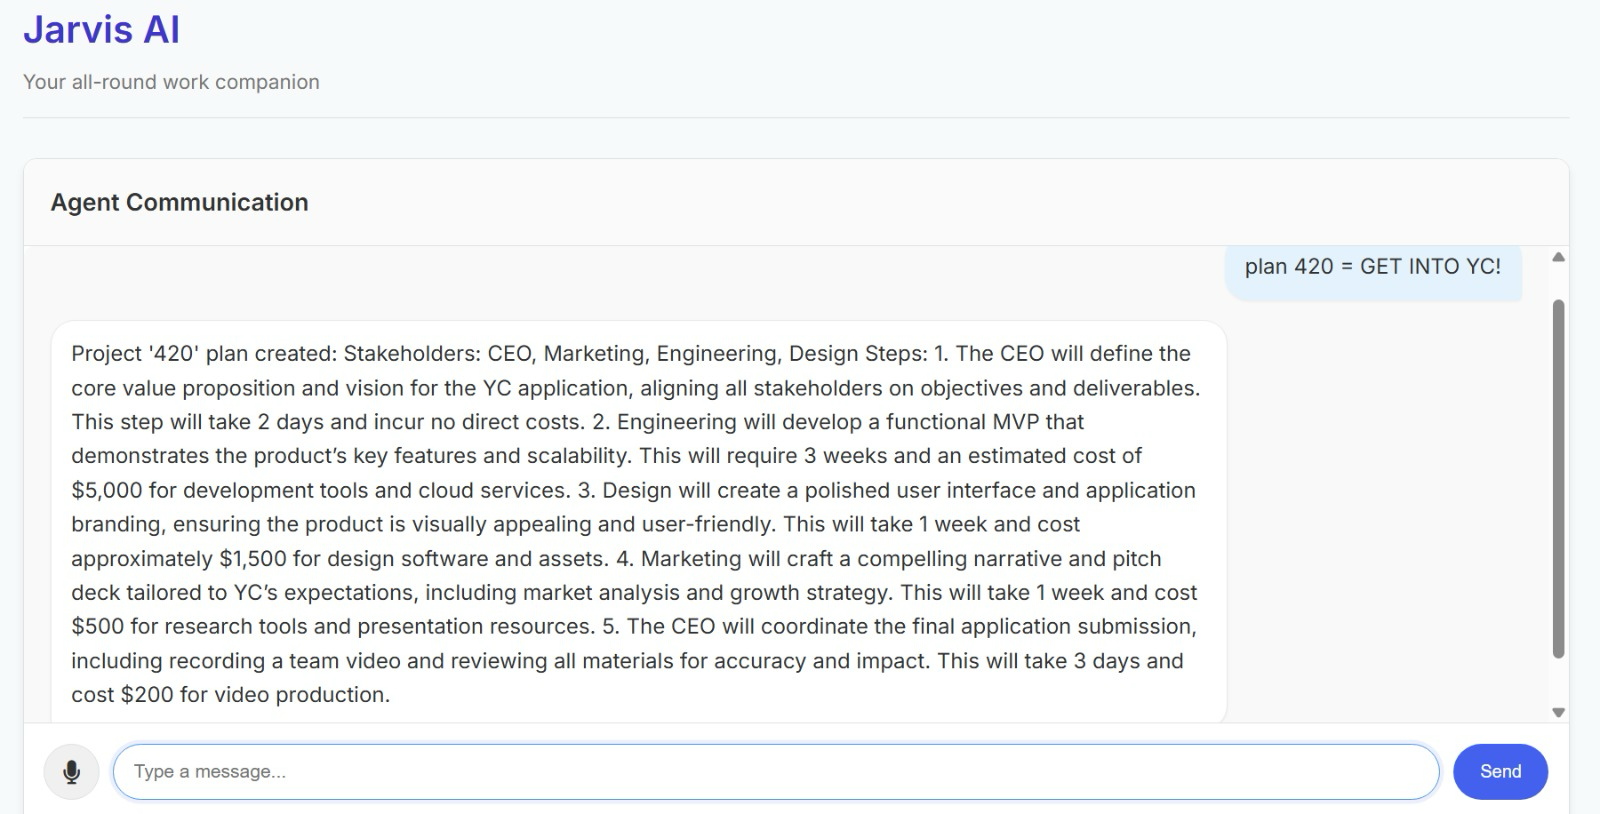 Jarvis AI
Your all-round work companion
Agent Communication
plan 420 = GET INTO YC!
Project '420' plan created: Stakeholders: CEO, Marketing, Engineering, Design Steps: 1. The CEO will define the
core value proposition and vision for the YC application, aligning all stakeholders on objectives and deliverables.
This step will take 2 days and incur no direct costs. 2. Engineering will develop a functional MVP that
demonstrates the product’s key features and scalability. This will require 3 weeks and an estimated cost of
$5,000 for development tools and cloud services. 3. Design will create a polished user interface and application
branding, ensuring the product is visually appealing and user-friendly. This will take 1 week and cost
approximately $1,500 for design software and assets. 4. Marketing will craft a compelling narrative and pitch
deck tailored to YC’s expectations, including market analysis and growth strategy. This will take 1 week and cost
$500 for research tools and presentation resources. 5. The CEO will coordinate the final application submission,
including recording a team video and reviewing all materials for accuracy and impact. This will take 3 days and
cost $200 for video production.
Type a message...
Send